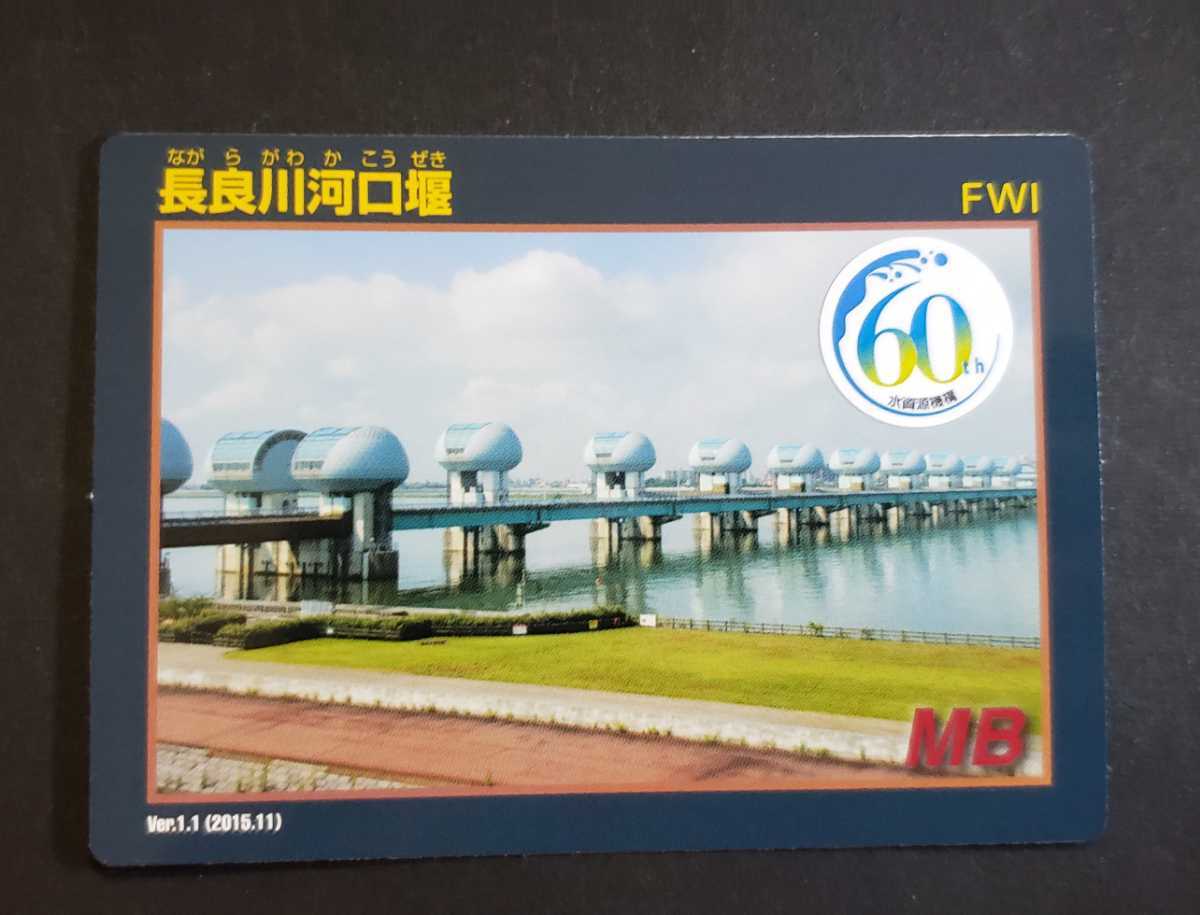 ながらがわかこうぜき
長良川河口堰
FWI
60th
水資源機構
MB
Ver.1.1 (2015.11)